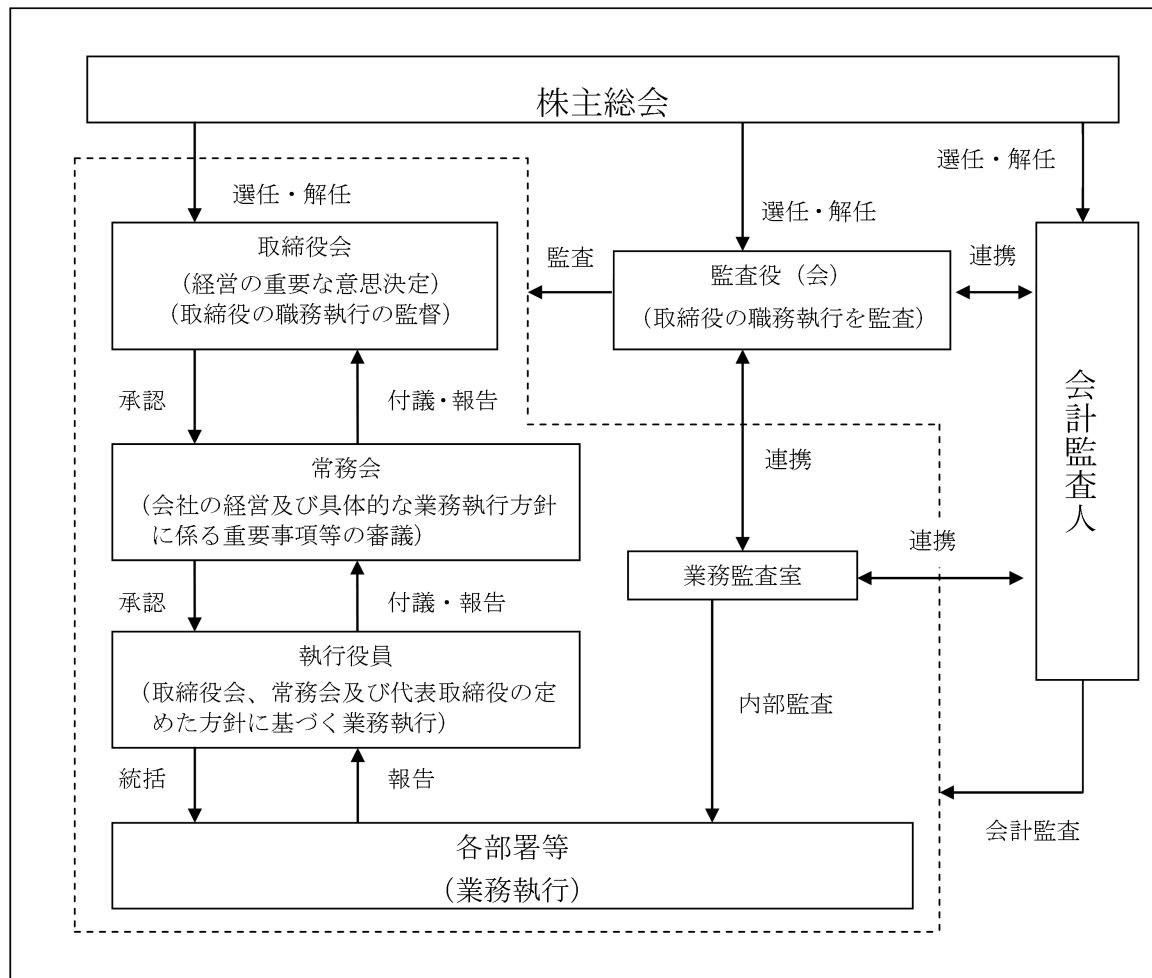 株主総会
選任・解任
選任・解任
選任・解任
取締役会
（経営の重要な意思決定）
（取締役の職務執行の監督）
監査
監査役（会）
（取締役の職務執行を監査）
連携
会計監査人
承認
付議・報告
常務会
（会社の経営及び具体的な業務執行方針
に係る重要事項等の審議）
連携
業務監査室
連携
承認
付議・報告
執行役員
（取締役会、常務会及び代表取締役の定
めた方針に基づく業務執行）
内部監査
統括
報告
会計監査
各部署等
（業務執行）